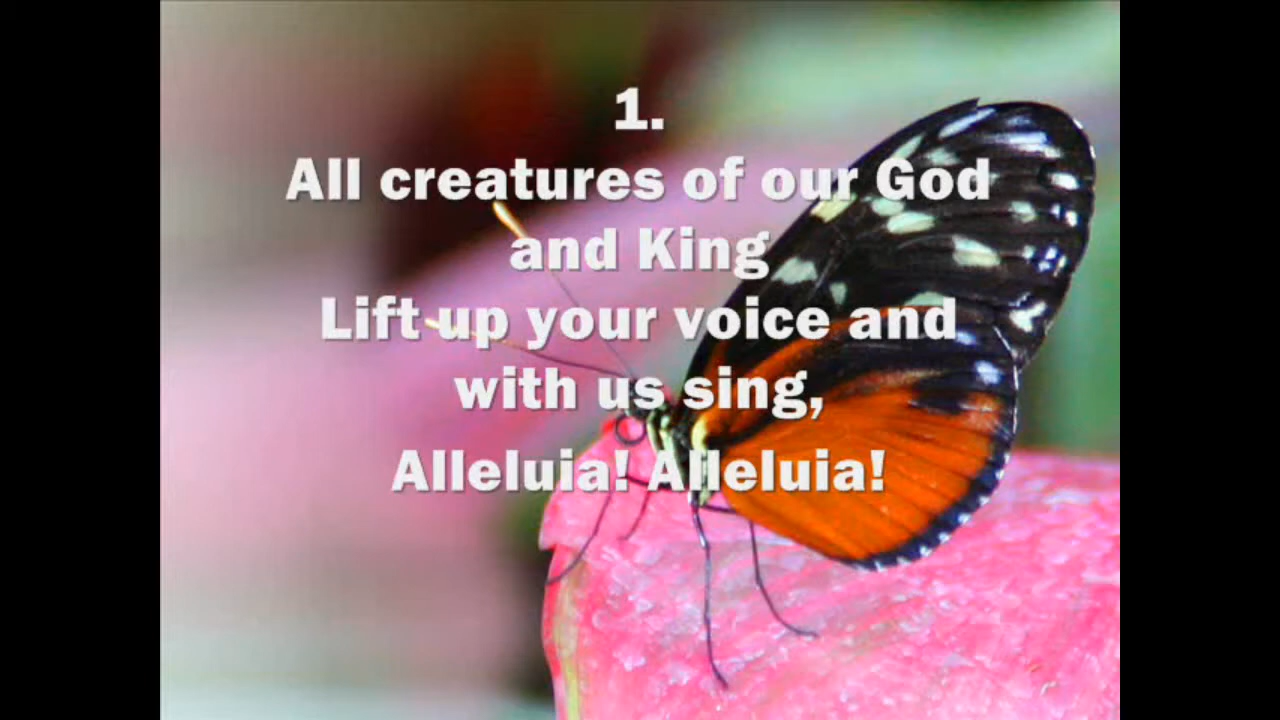 1.
All creatures of our God
and King
Lift up your voice and
with us sing,
Alleluia! Alleluia!